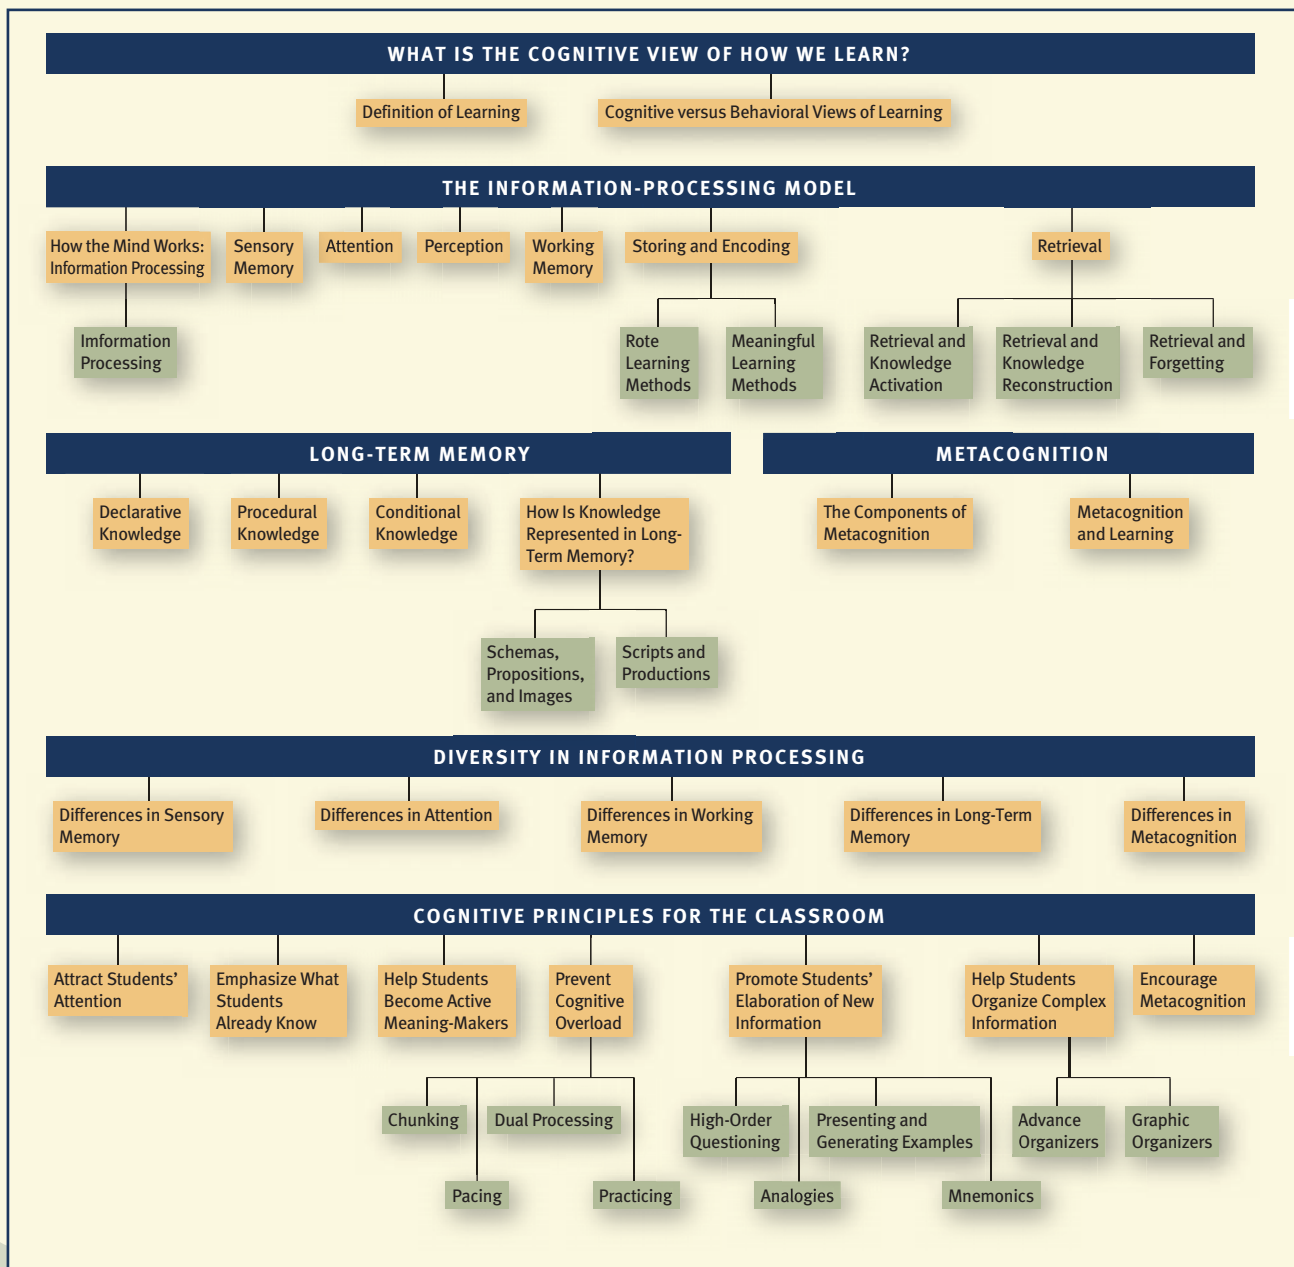 WHAT IS THE COGNITIVE VIEW OF HOW WE LEARN?
Definition of Learning
Cognitive versus Behavioral Views of Learning
THE INFORMATION-PROCESSING MODEL
How the Mind Works:
Information Processing
Sensory
Memory
Attention
Perception
Working
Memory
Storing and Encoding
Retrieval
Imformation
Processing
Rote
Learning
Methods
Meaningful
Learning
Methods
Retrieval and
Knowledge
Activation
Retrieval and
Knowledge
Reconstruction
Retrieval and
Forgetting
LONG-TERM MEMORY
Declarative
Knowledge
Procedural
Knowledge
Conditional
Knowledge
How Is Knowledge
Represented in Long-
Term Memory?
Schemas,
Propositions,
and Images
Scripts and
Productions
METACOGNITION
The Components of
Metacognition
Metacognition
and Learning
DIVERSITY IN INFORMATION PROCESSING
Differences in Sensory
Memory
Differences in Attention
Differences in Working
Memory
Differences in Long-Term
Memory
Differences in
Metacognition
COGNITIVE PRINCIPLES FOR THE CLASSROOM
Attract Students'
Attention
Emphasize What
Students
Already Know
Help Students
Become Active
Meaning-Makers
Prevent
Cognitive
Overload
Promote Students'
Elaboration of New
Information
Help Students
Organize Complex
Information
Encourage
Metacognition
Chunking
Dual Processing
Pacing
Practicing
High-Order
Questioning
Presenting and
Generating Examples
Analogies
Mnemonics
Advance
Organizers
Graphic
Organizers